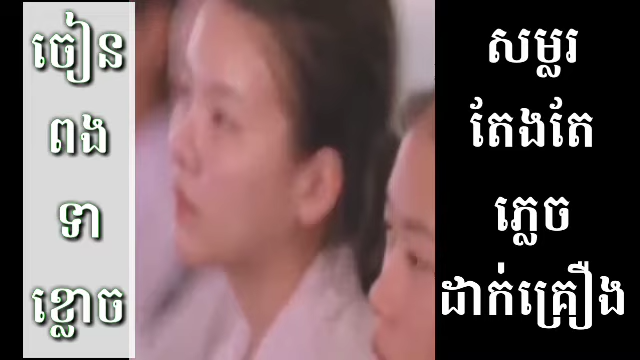 ចៀន
ពង
ទា
ខ្លោច
សម្លរ
តែងតែ
ភ្លេច
ដាក់គ្រឿង